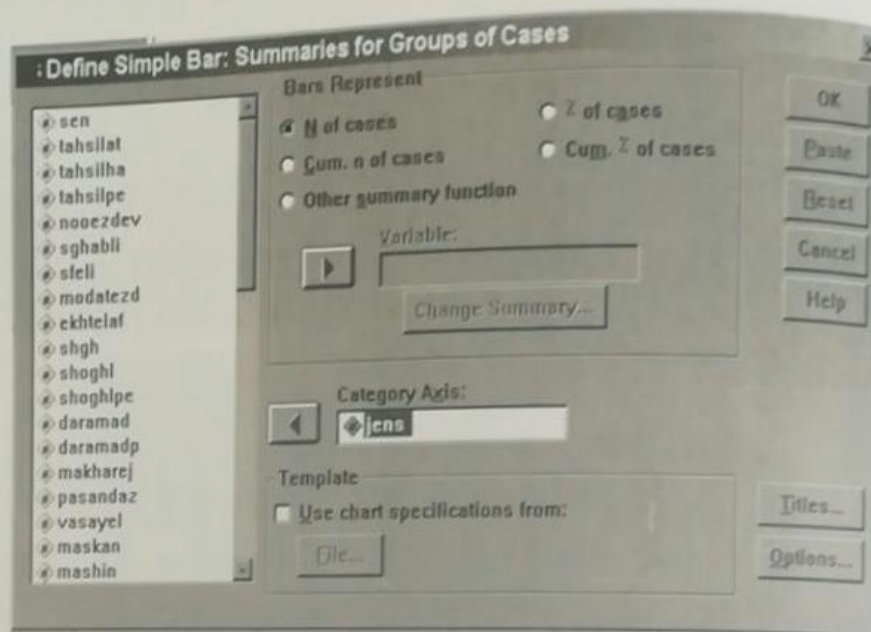 : Define Simple Bar: Summaries for Groups of Cases
sen
tahsilat
tahsilha
tahsilpe
nooezdev
sghabli
sfeli
modatezd
ekhtelaf
shgh
shoghl
shoghlpe
daramad
daramadp
makharej
pasandaz
vasayel
maskan
mashin
Bars Represent
N of cases
% of cases
Cum. n of cases
Cum. % of cases
Other summary function
Variable:
Change Summary...
Category Axis:
jens
Template
Use chart specifications from:
File...
OK
Paste
Reset
Cancel
Help
Titles...
Options...